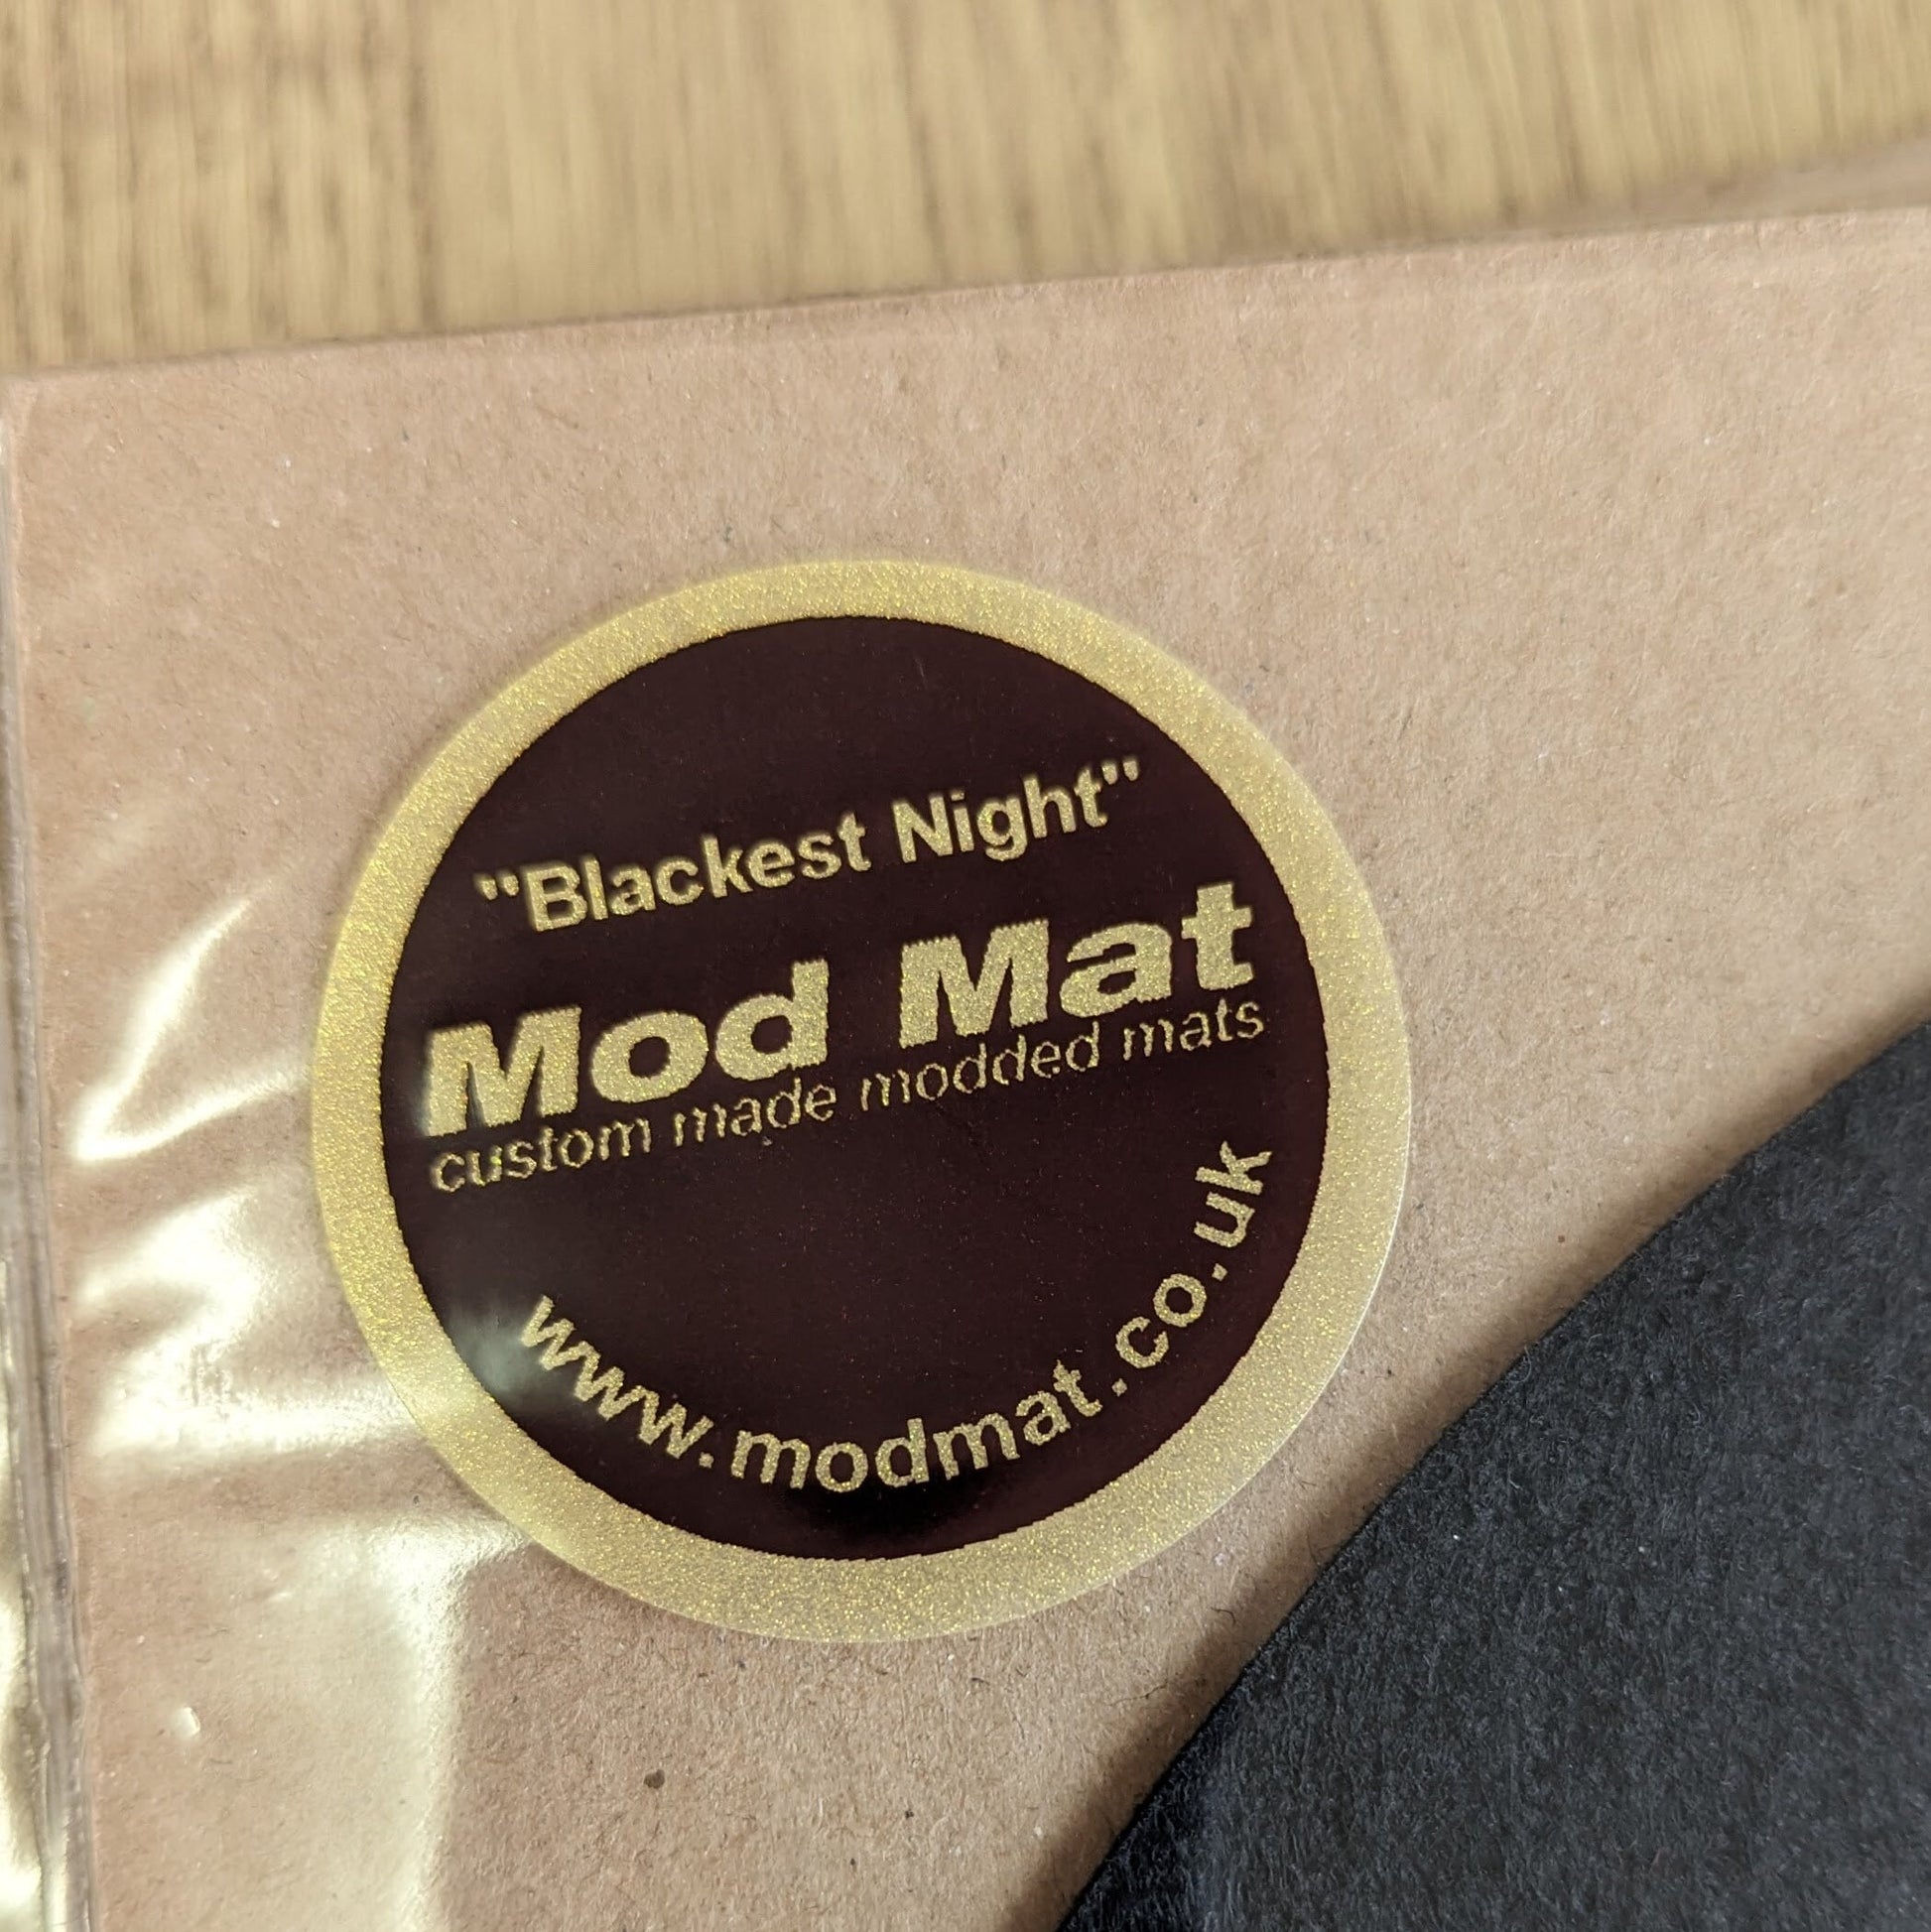 "Blackest Night"
Mod Mat
custom made modded mats
www.modmat.co.uk